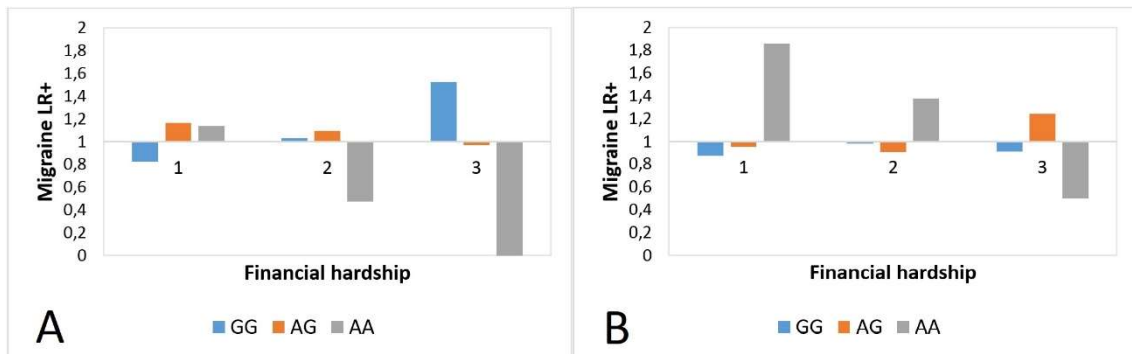 2
1,8
1,6
1,4
1,2
1
0,8
0,6
0,4
0,2
0
Migraine LR+
1 2 3
Financial hardship
A
GG AG AA
2
1,8
1,6
1,4
1,2
1
0,8
0,6
0,4
0,2
0
Migraine LR+
1 2 3
Financial hardship
B
GG AG AA